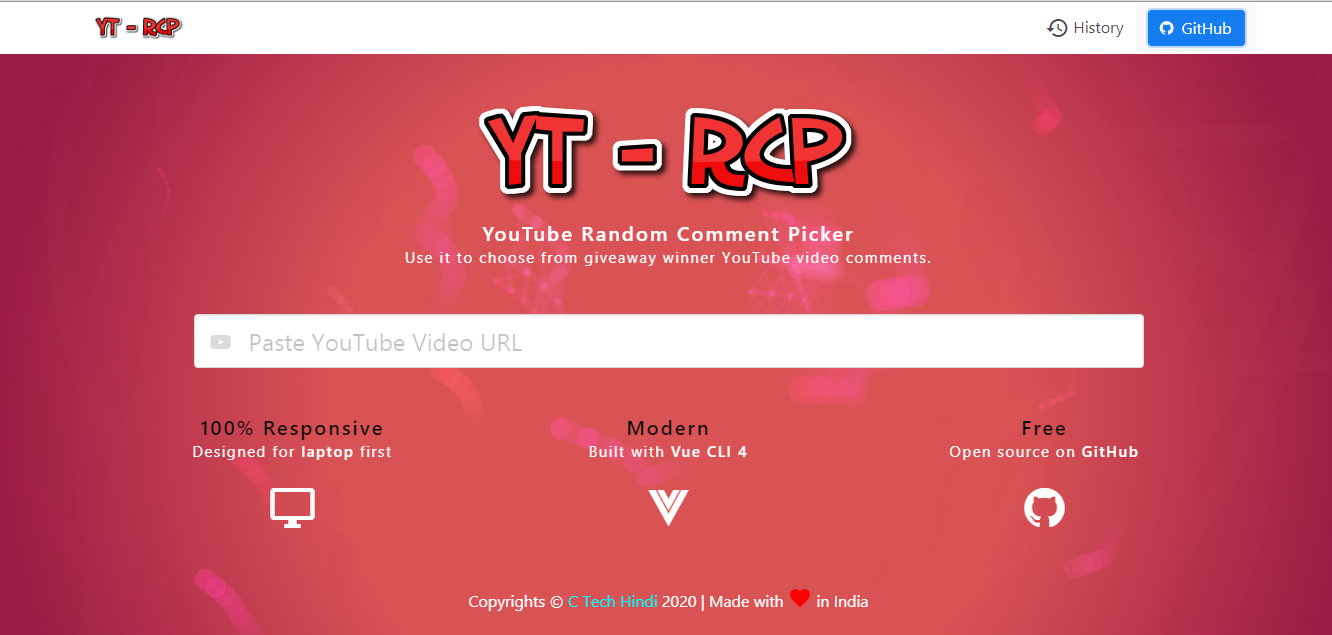 YT - RCP
History
GitHub
YT - RCP
YouTube Random Comment Picker
Use it to choose from giveaway winner YouTube video comments.
Paste YouTube Video URL
100% Responsive
Designed for laptop first
Modern
Built with Vue CLI 4
Free
Open source on GitHub
Copyrights © C Tech Hindi 2020 | Made with ❤ in India